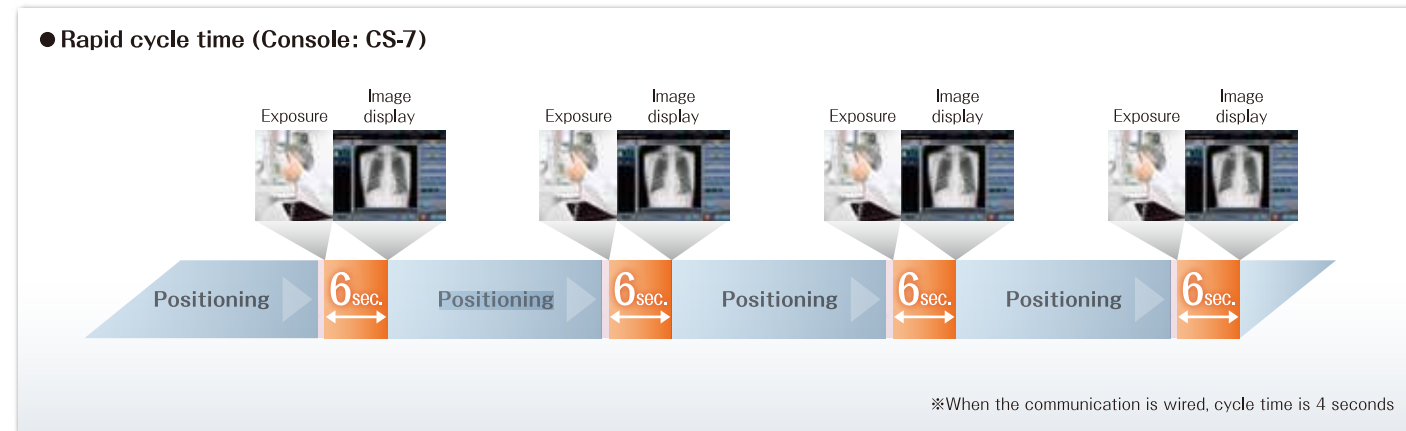 ● Rapid cycle time (Console: CS-7)
Exposure
Image
display
Exposure
Image
display
Exposure
Image
display
Exposure
Image
display
Positioning
6sec.
Positioning
6sec.
Positioning
6sec.
Positioning
6sec.
※When the communication is wired, cycle time is 4 seconds